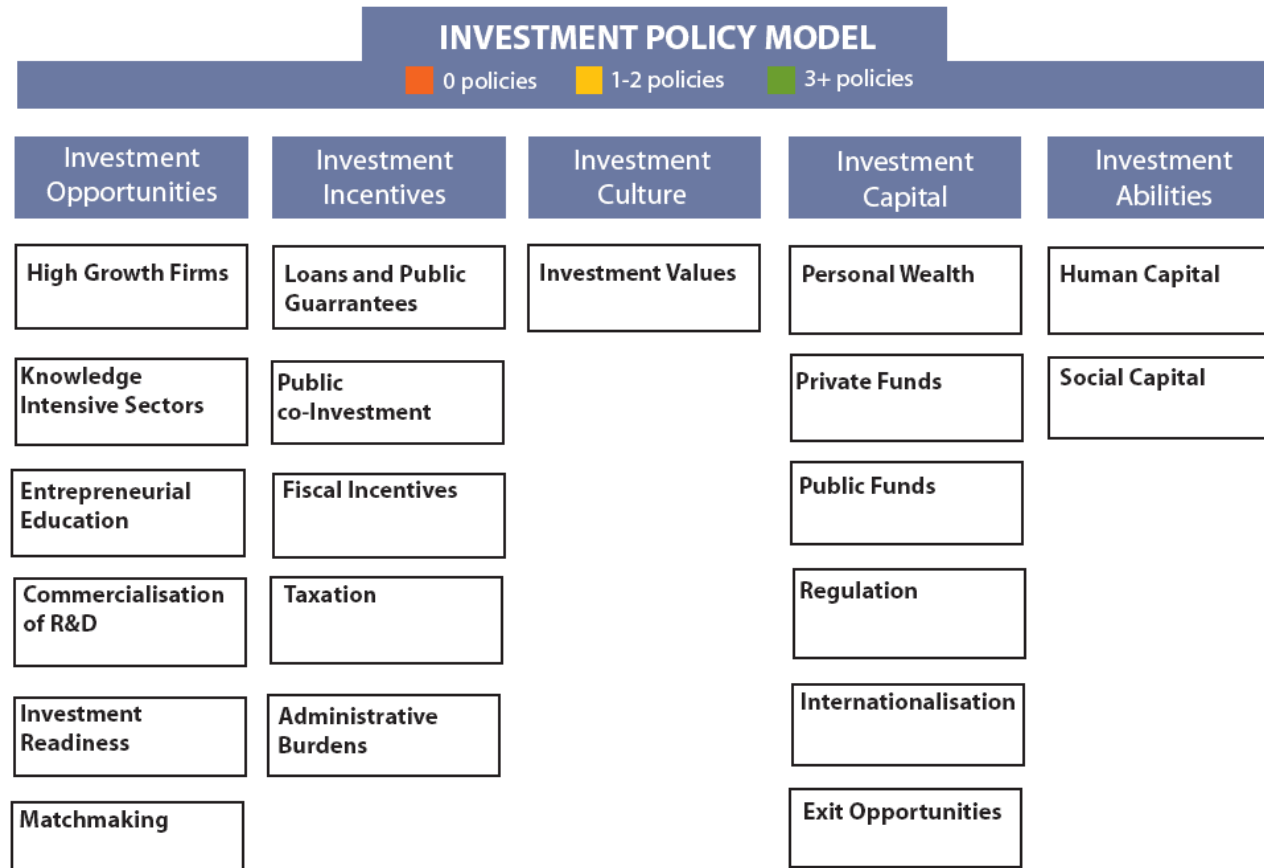 INVESTMENT POLICY MODEL
0 policies
1-2 policies
3+ policies
Investment
Opportunities
High Growth Firms
Knowledge
Intensive Sectors
Entrepreneurial
Education
Commercialisation
of R&D
Investment
Readiness
Matchmaking
Investment
Incentives
Loans and Public
Guarrantees
Public
co-Investment
Fiscal Incentives
Taxation
Administrative
Burdens
Investment
Culture
Investment Values
Investment
Capital
Personal Wealth
Private Funds
Public Funds
Regulation
Internationalisation
Exit Opportunities
Investment
Abilities
Human Capital
Social Capital